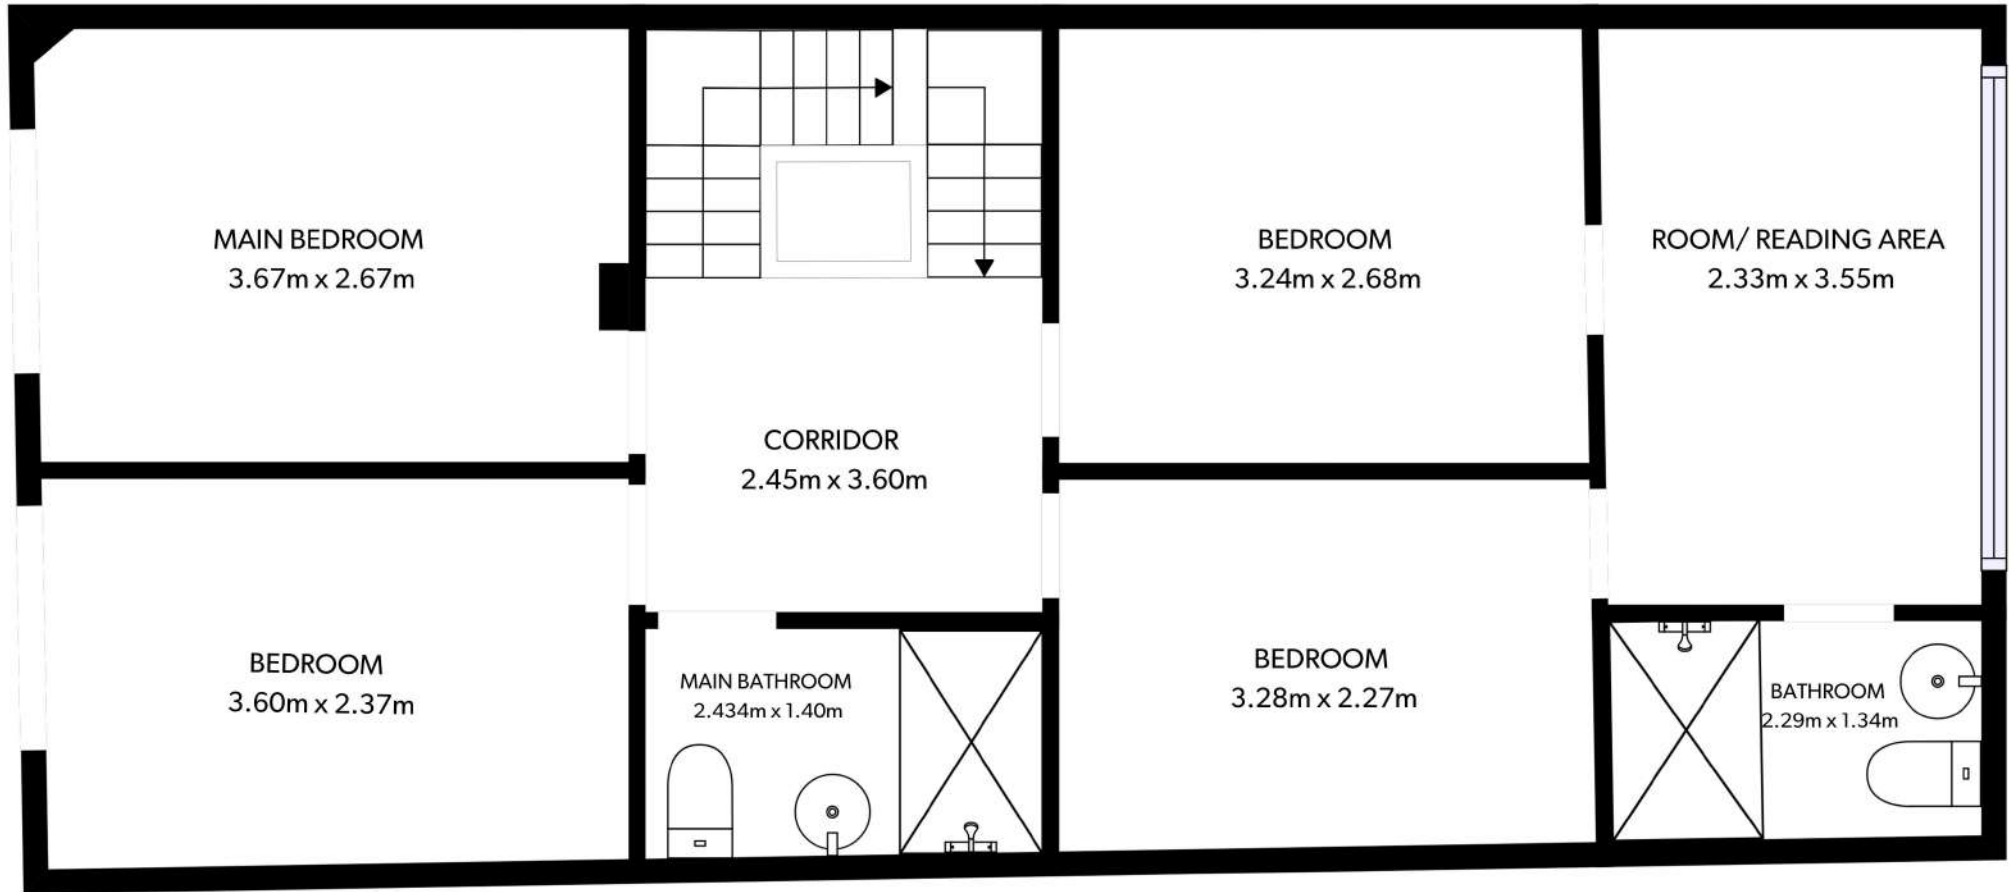 MAIN BEDROOM
3.67m x 2.67m
BEDROOM
3.24m x 2.68m
ROOM/ READING AREA
2.33m x 3.55m
CORRIDOR
2.45m x 3.60m
BEDROOM
3.60m x 2.37m
MAIN BATHROOM
2.434m x 1.40m
BEDROOM
3.28m x 2.27m
BATHROOM
2.29m x 1.34m